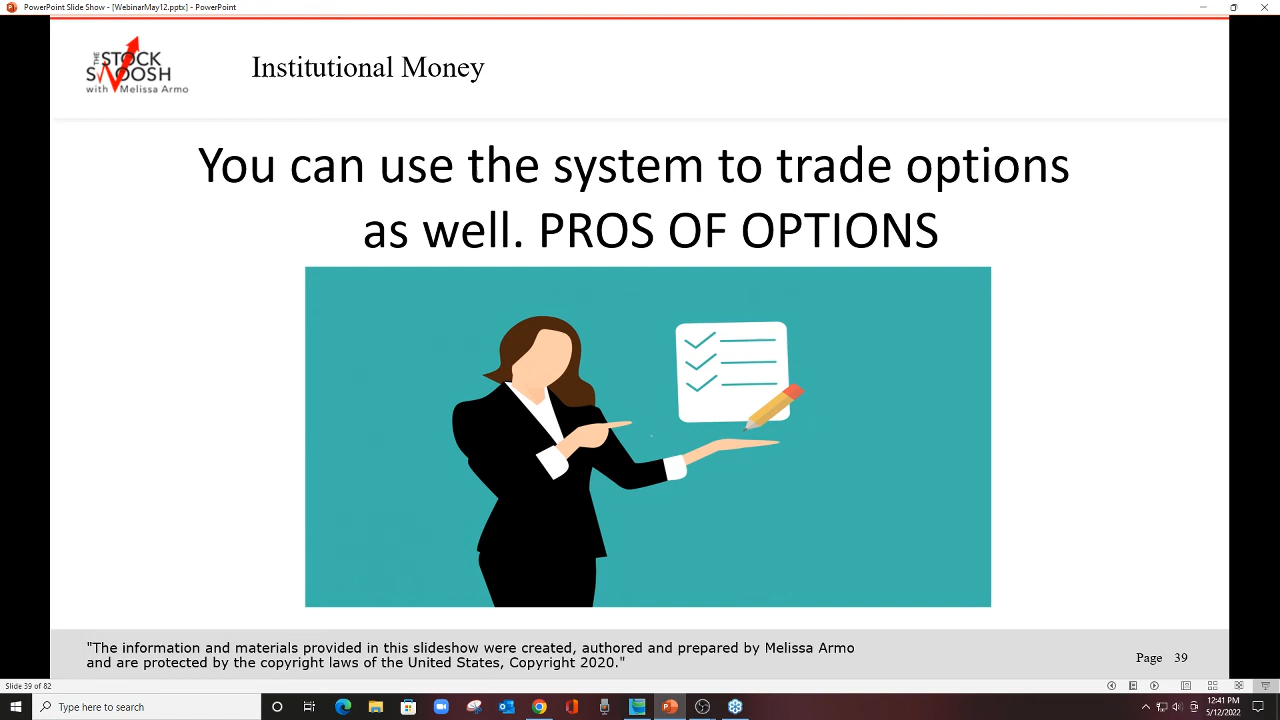 PowerPoint Slide Show - [WebinarMay12.pptx] - PowerPoint
THE
STOCK
SWOOSH
with Melissa Armo
Institutional Money
You can use the system to trade options
as well. PROS OF OPTIONS
"The information and materials provided in this slideshow were created, authored and prepared by Melissa Armo
and are protected by the copyright laws of the United States, Copyright 2020."
Page 39
Slide 39 of 82
Type here to search
12:41 PM
5/12/2022